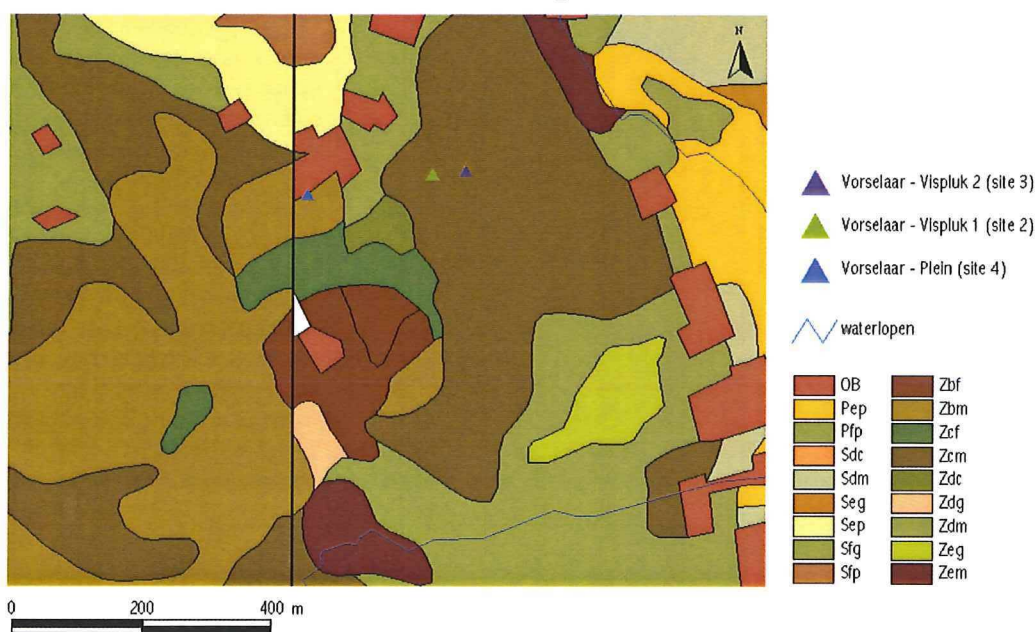 N
Vorselaar - Vispluk 2 (site 3)
Vorselaar - Vispluk 1 (site 2)
Vorselaar - Plein (site 4)
waterlopen
OB
Pep
Pfp
Sdc
Sdm
Seg
Sep
Sfg
Sfp
Zbf
Zbm
Zcf
Zcm
Zdc
Zdg
Zdm
Zeg
Zem
0 200 400 m